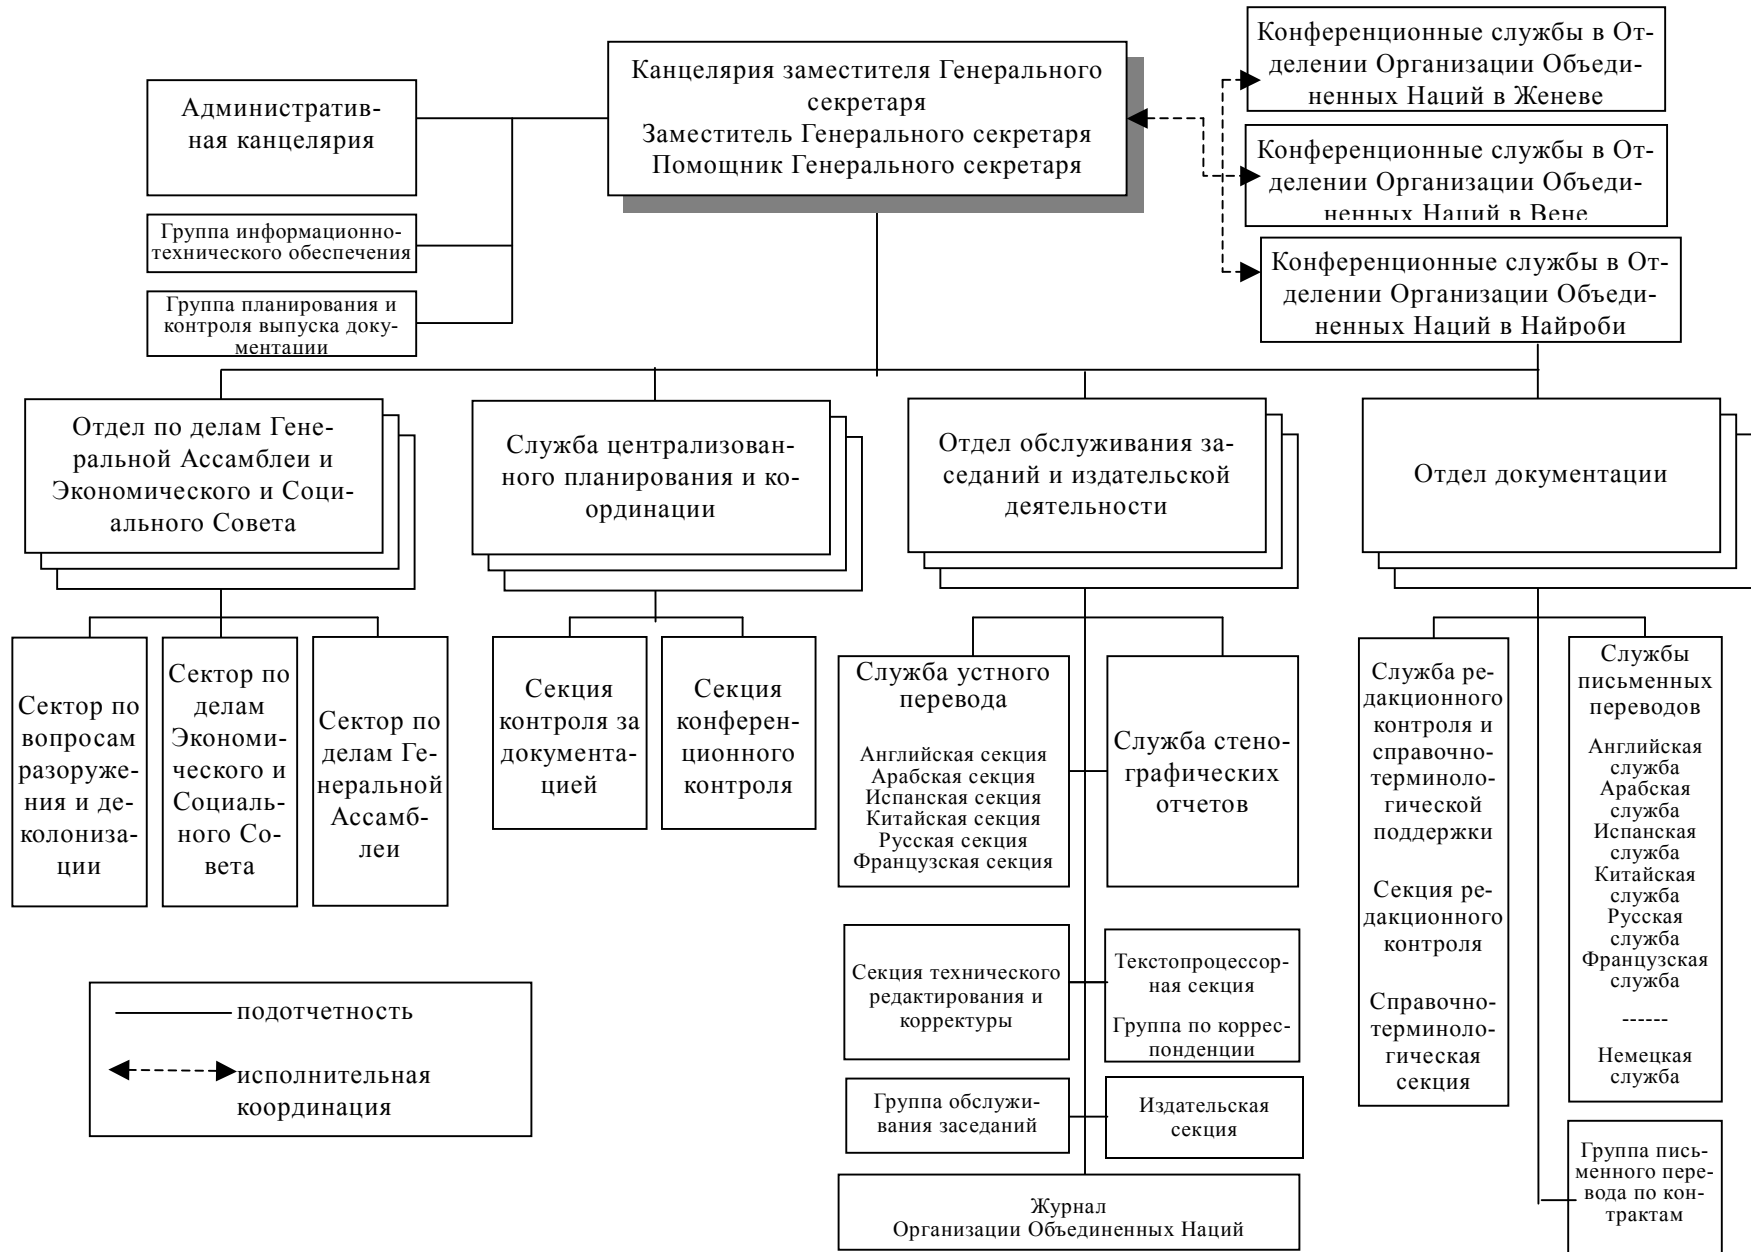 Канцелярия заместителя Генерального
секретаря
Заместитель Генерального секретаря
Помощник Генерального секретаря
Административ-
ная канцелярия
Группа информационно-
технического обеспечения
Группа планирования и
контроля выпуска доку-
ментации
Конференционные службы в От-
делении Организации Объеди-
ненных Наций в Женеве
Конференционные службы в От-
делении Организации Объеди-
ненных Наций в Вене
Конференционные службы в От-
делении Организации Объеди-
ненных Наций в Найроби
Отдел по делам Гене-
ральной Ассамблеи и
Экономического и Соци-
ального Совета
Служба централизован-
ного планирования и ко-
ординации
Отдел обслуживания за-
седаний и издательской
деятельности
Отдел документации
Сектор по
вопросам
разоруже-
ния и де-
колониза-
ции
Сектор по
делам
Экономи-
ческого и
Социаль-
ного Со-
вета
Сектор по
делам Ге-
неральной
Ассамб-
леи
Секция
контроля за
документа-
цией
Секция
конферен-
ционного
контроля
Служба устного
перевода
Английская секция
Арабская секция
Испанская секция
Китайская секция
Русская секция
Французская секция
Служба стено-
графических
отчетов
Секция технического
редактирования и
корректуры
Текстопроцессор-
ная секция
Группа по коррес-
понденции
Группа обслужи-
вания заседаний
Издательская
секция
Журнал
Организации Объединенных Наций
Служба ре-
дакционного
контроля и
справочно-
терминоло-
гической
поддержки
Секция ре-
дакционного
контроля
Справочно-
терминоло-
гическая
секция
Службы
письменных
переводов
Английская
служба
Арабская
служба
Испанская
служба
Китайская
служба
Русская
служба
Французская
служба
------
Немецкая
служба
Группа пись-
менного пере-
вода по кон-
трактам
подотчетность
исполнительная
координация